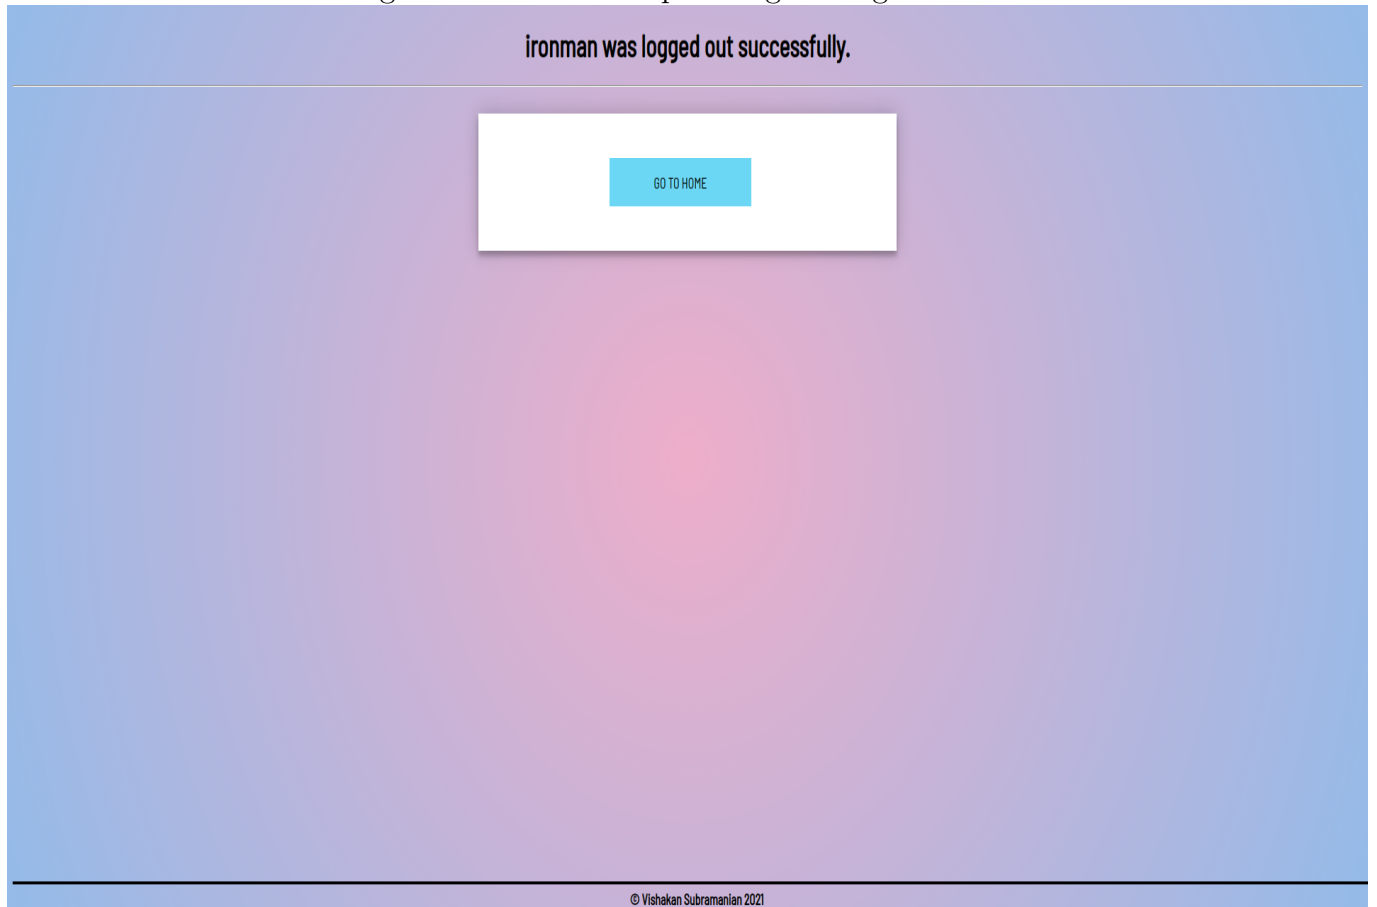 ironman was logged out successfully.
GO TO HOME
© Vishakan Subramanian 2021